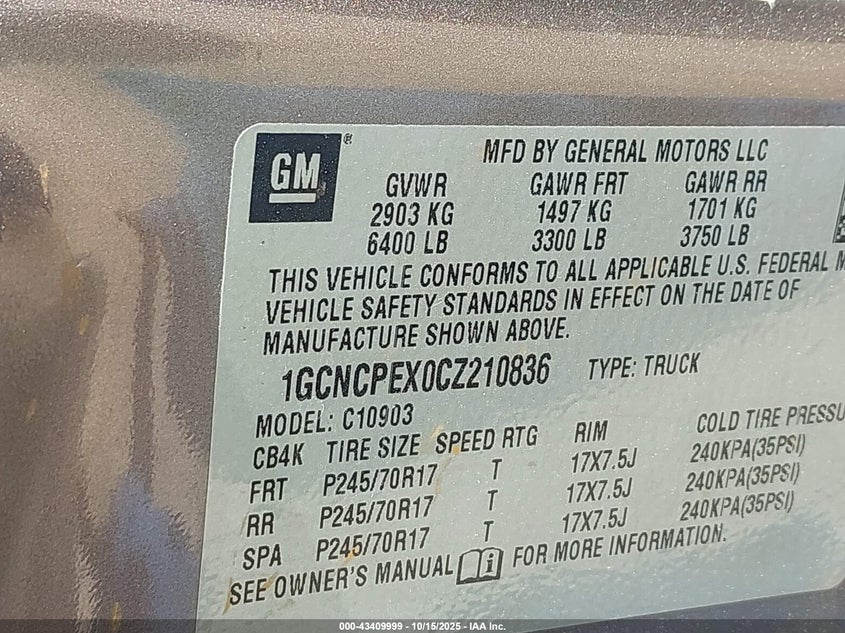 GM ®
MFD BY GENERAL MOTORS LLC
GVWR GAWR FRT GAWR RR
2903 KG 1497 KG 1701 KG
6400 LB 3300 LB 3750 LB
THIS VEHICLE CONFORMS TO ALL APPLICABLE U.S. FEDERAL M
VEHICLE SAFETY STANDARDS IN EFFECT ON THE DATE OF
MANUFACTURE SHOWN ABOVE.
1GCNCPEX0CZ210836 TYPE: TRUCK
MODEL: C10903
CB4K TIRE SIZE SPEED RTG RIM COLD TIRE PRESSU
FRT P245/70R17 T 17X7.5J 240KPA(35PSI)
RR P245/70R17 T 17X7.5J 240KPA(35PSI)
SPA P245/70R17 T 17X7.5J 240KPA(35PSI)
SEE OWNER'S MANUAL i FOR MORE INFORMATION.
000-43409999 - 10/15/2025 - IAA Inc.